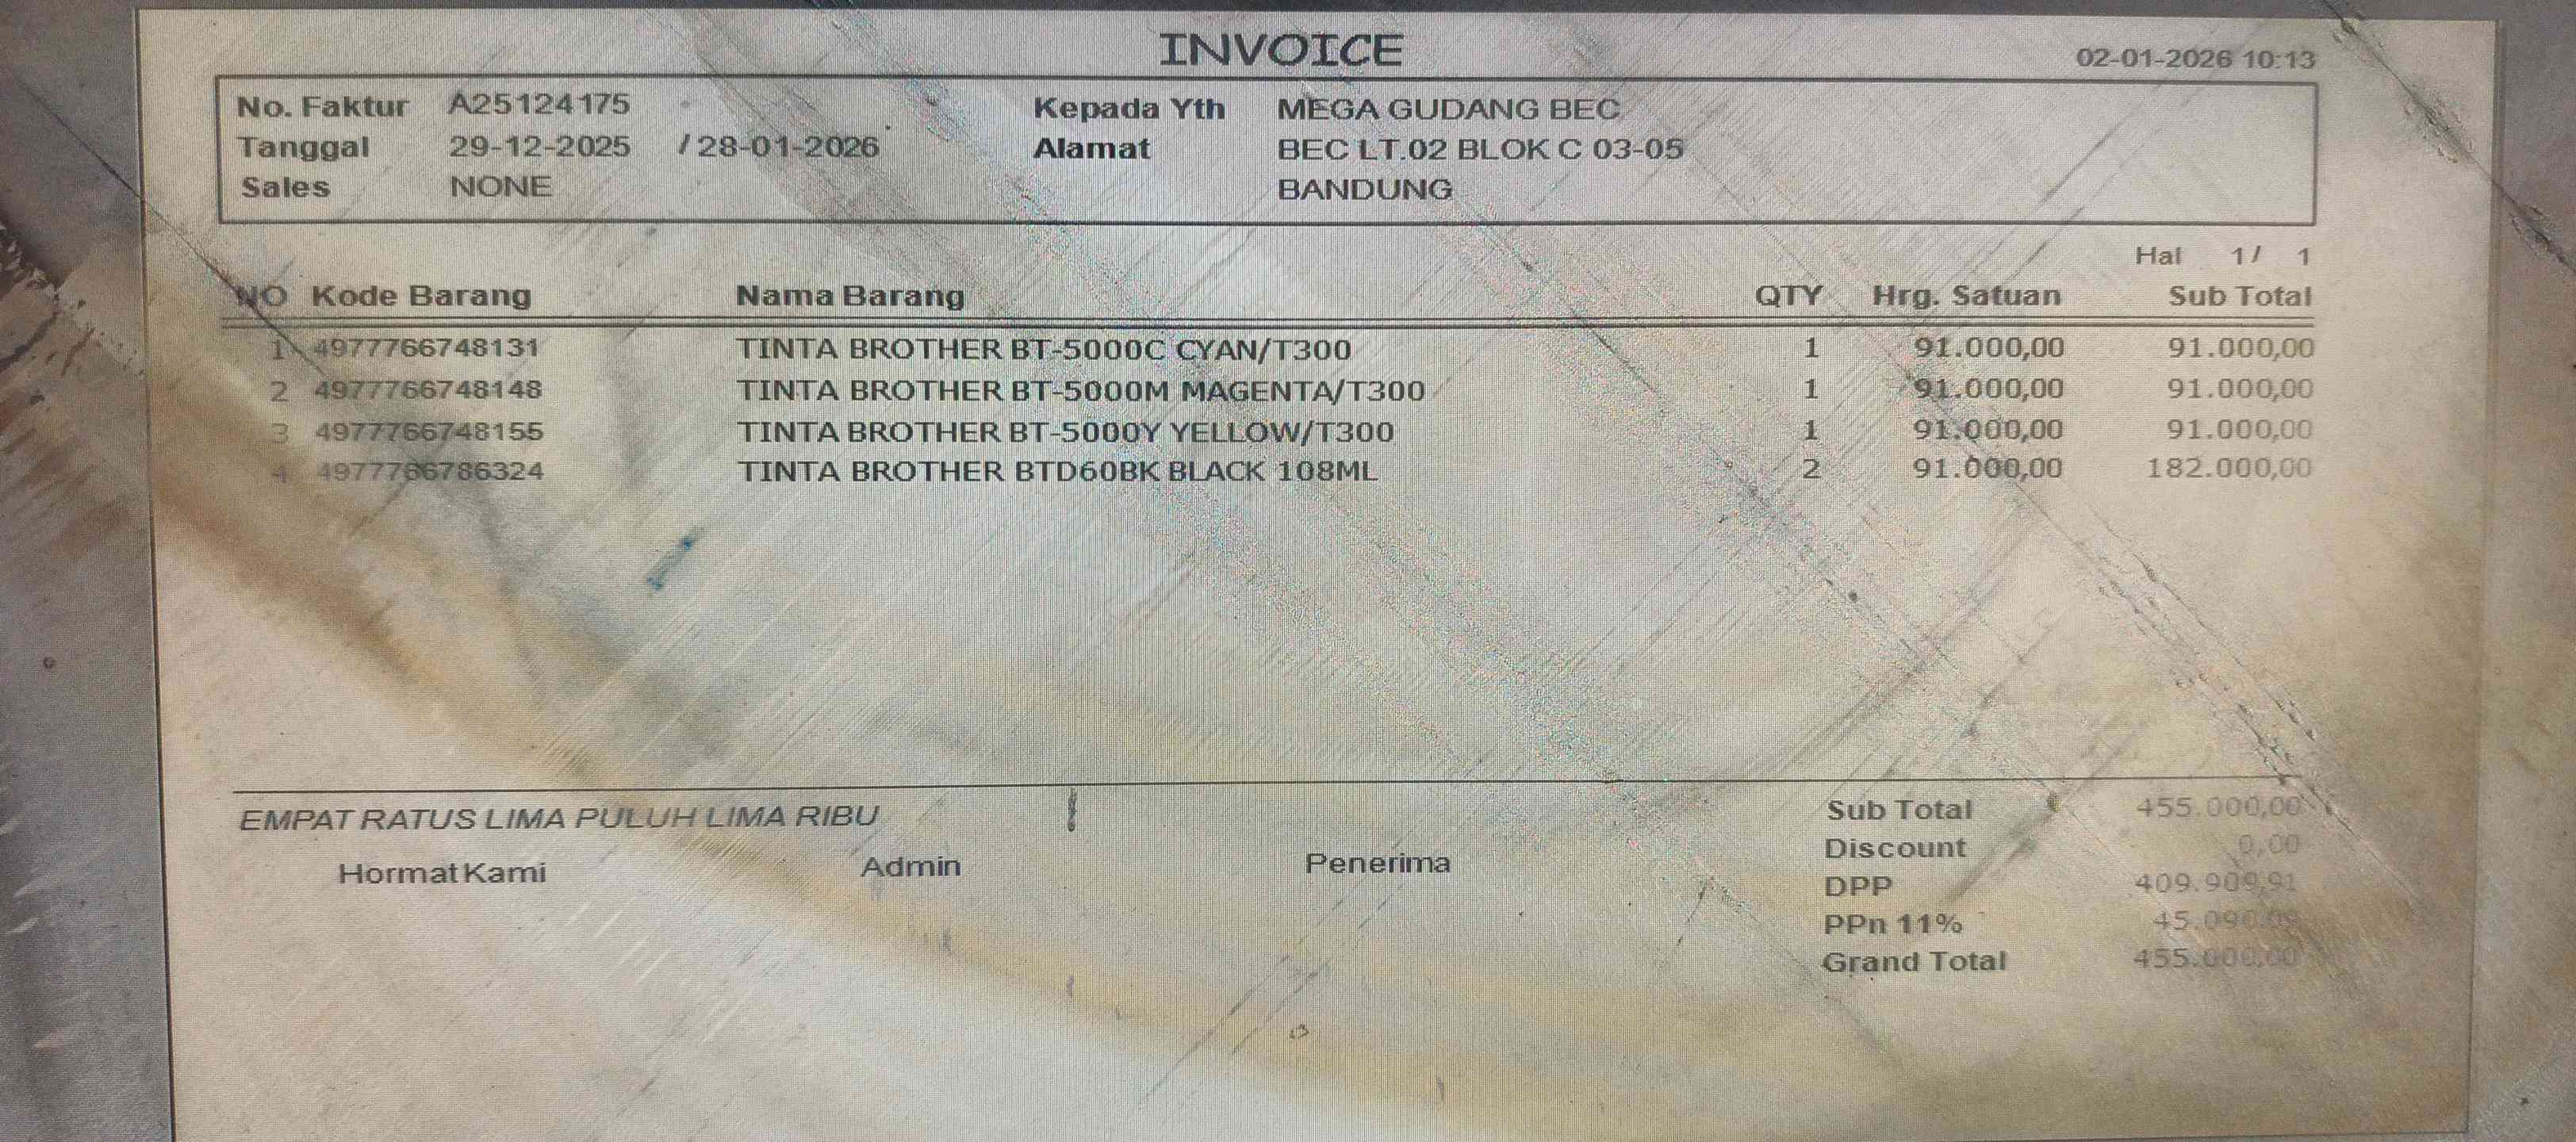 INVOICE
02-01-2026 10:13
No. Faktur A25124175
Tanggal 29-12-2025 / 28-01-2026
Sales NONE
Kepada Yth MEGA GUDANG BEC
Alamat BEC LT.02 BLOK C 03-05
BANDUNG
Hal 1/ 1
NO Kode Barang Nama Barang QTY Hrg. Satuan Sub Total
1 4977766748131 TINTA BROTHER BT-5000C CYAN/T300 1 91.000,00 91.000,00
2 4977766748148 TINTA BROTHER BT-5000M MAGENTA/T300 1 91.000,00 91.000,00
3 4977766748155 TINTA BROTHER BT-5000Y YELLOW/T300 1 91.000,00 91.000,00
4 4977766786324 TINTA BROTHER BTD60BK BLACK 108ML 2 91.000,00 182.000,00
EMPAT RATUS LIMA PULUH LIMA RIBU
Hormat Kami Admin Penerima
Sub Total 455.000,00
Discount 0,00
DPP 409.909,91
PPn 11% 45.090,09
Grand Total 455.000,00